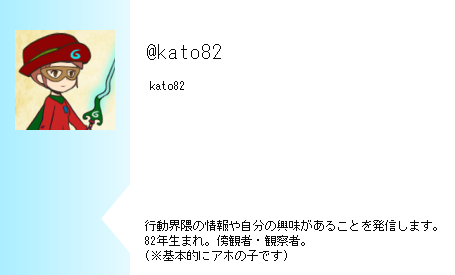 @kato82
kato82
行動界隈の情報や自分の興味があることを発信します。
82年生まれ。傍観者・観察者。
(※基本的にアホの子です)